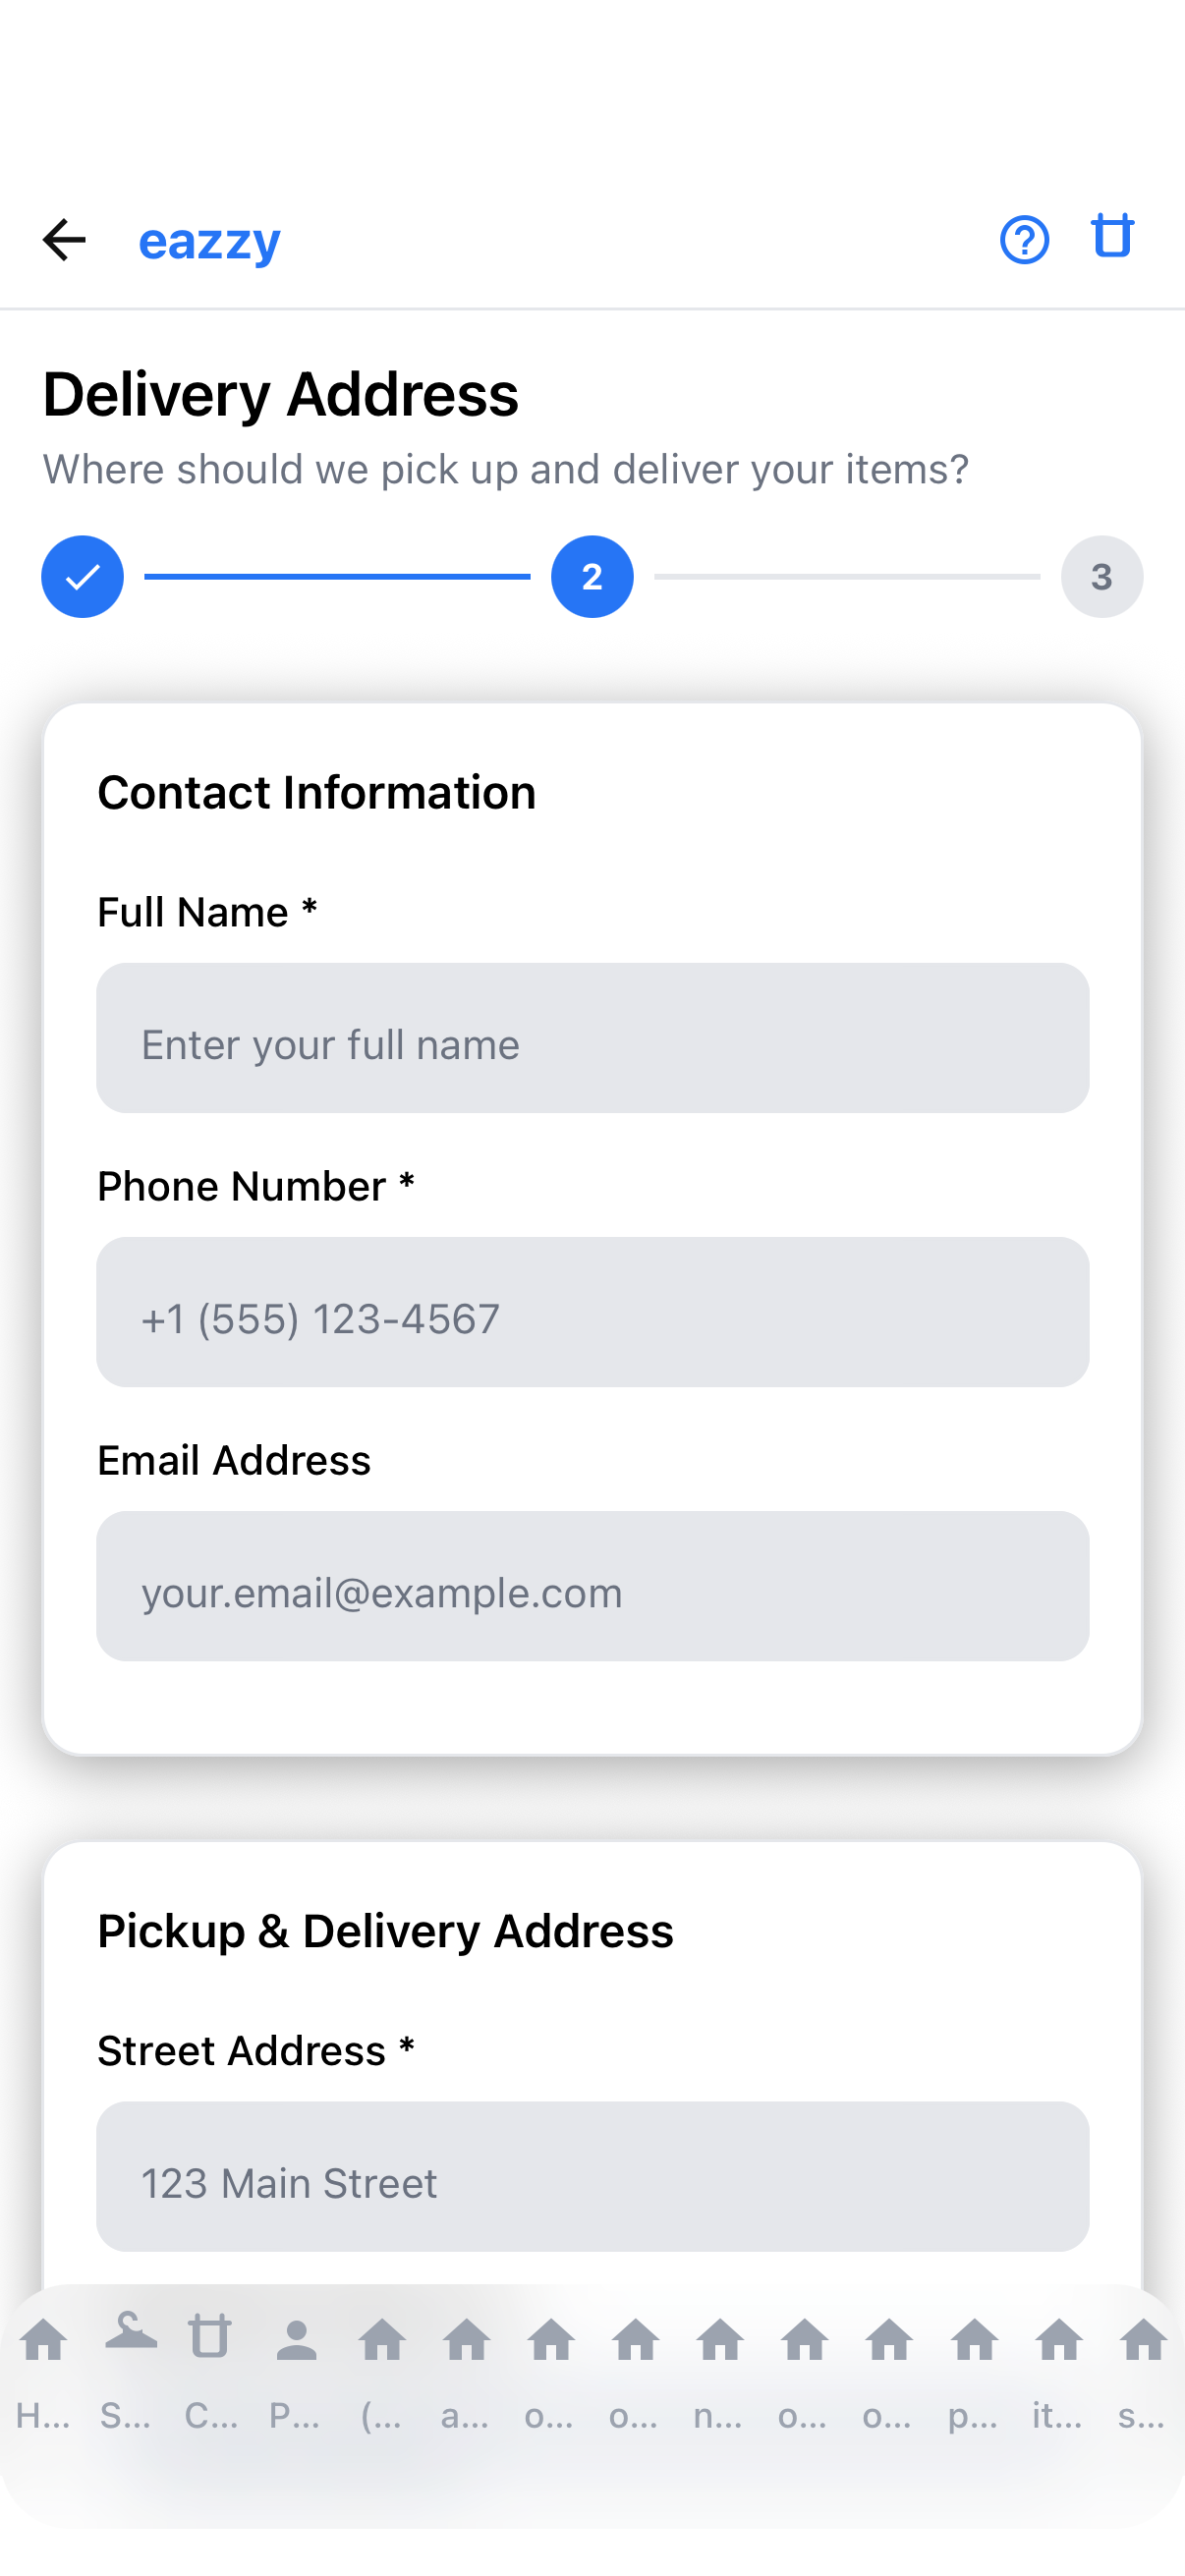 eazzy
Delivery Address
Where should we pick up and deliver your items?
2
3
Contact Information
Full Name *
Enter your full name
Phone Number *
+1 (555) 123-4567
Email Address
your.email@example.com
Pickup & Delivery Address
Street Address *
123 Main Street
H... S... C... P... (... a... o... o... n... o... o... p... it... s...